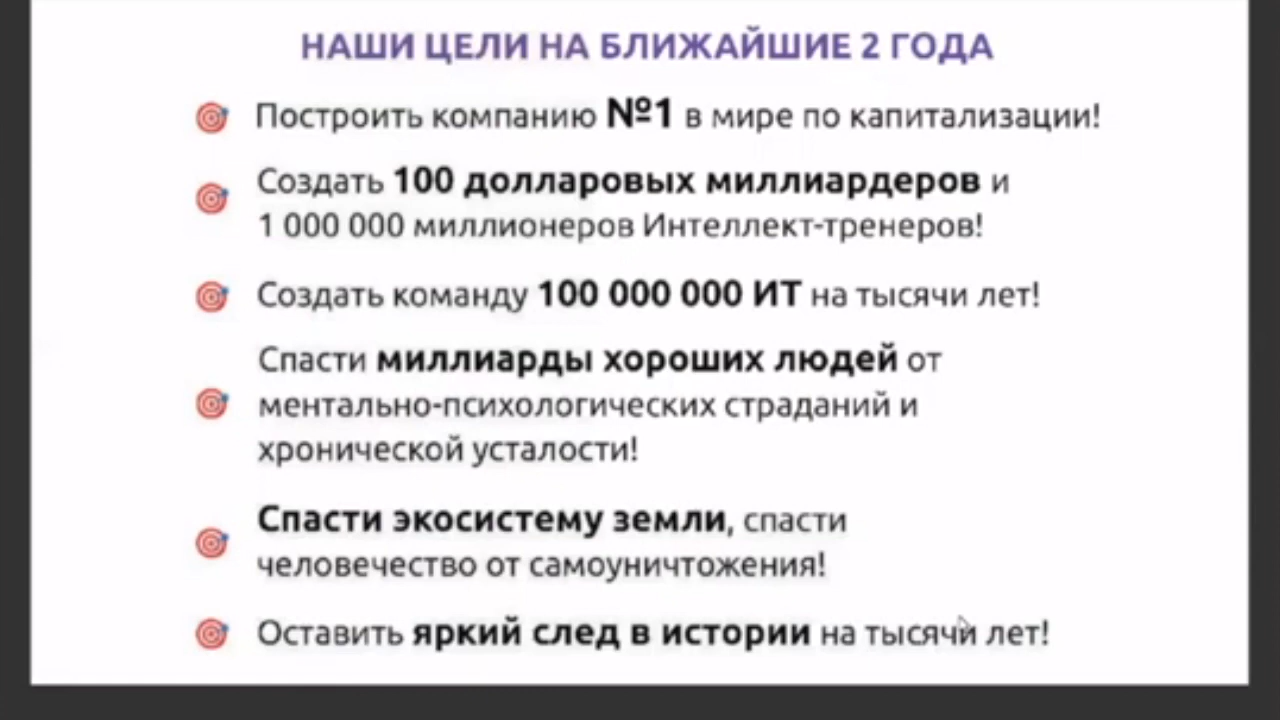 НАШИ ЦЕЛИ НА БЛИЖАЙШИЕ 2 ГОДА
Построить компанию №1 в мире по капитализации!
Создать 100 долларовых миллиардеров и
1 000 000 миллионеров Интеллект-тренеров!
Создать команду 100 000 000 ИТ на тысячи лет!
Спасти миллиарды хороших людей от
ментально-психологических страданий и
хронической усталости!
Спасти экосистему земли, спасти
человечество от самоуничтожения!
Оставить яркий след в истории на тысячи лет!